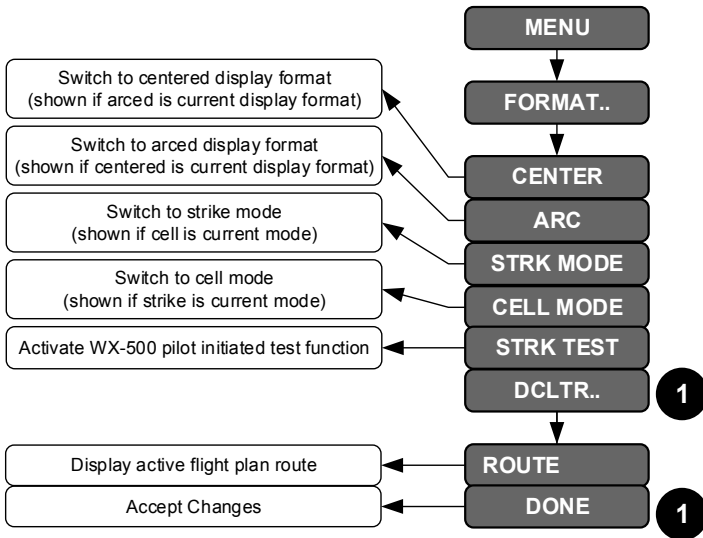 MENU
Switch to centered display format
(shown if arced is current display format)
FORMAT..
Switch to arced display format
(shown if centered is current display format)
CENTER
ARC
Switch to strike mode
(shown if cell is current mode)
STRK MODE
Switch to cell mode
(shown if strike is current mode)
CELL MODE
Activate WX-500 pilot initiated test function
STRK TEST
DCLTR..
1
Display active flight plan route
ROUTE
Accept Changes
DONE
1